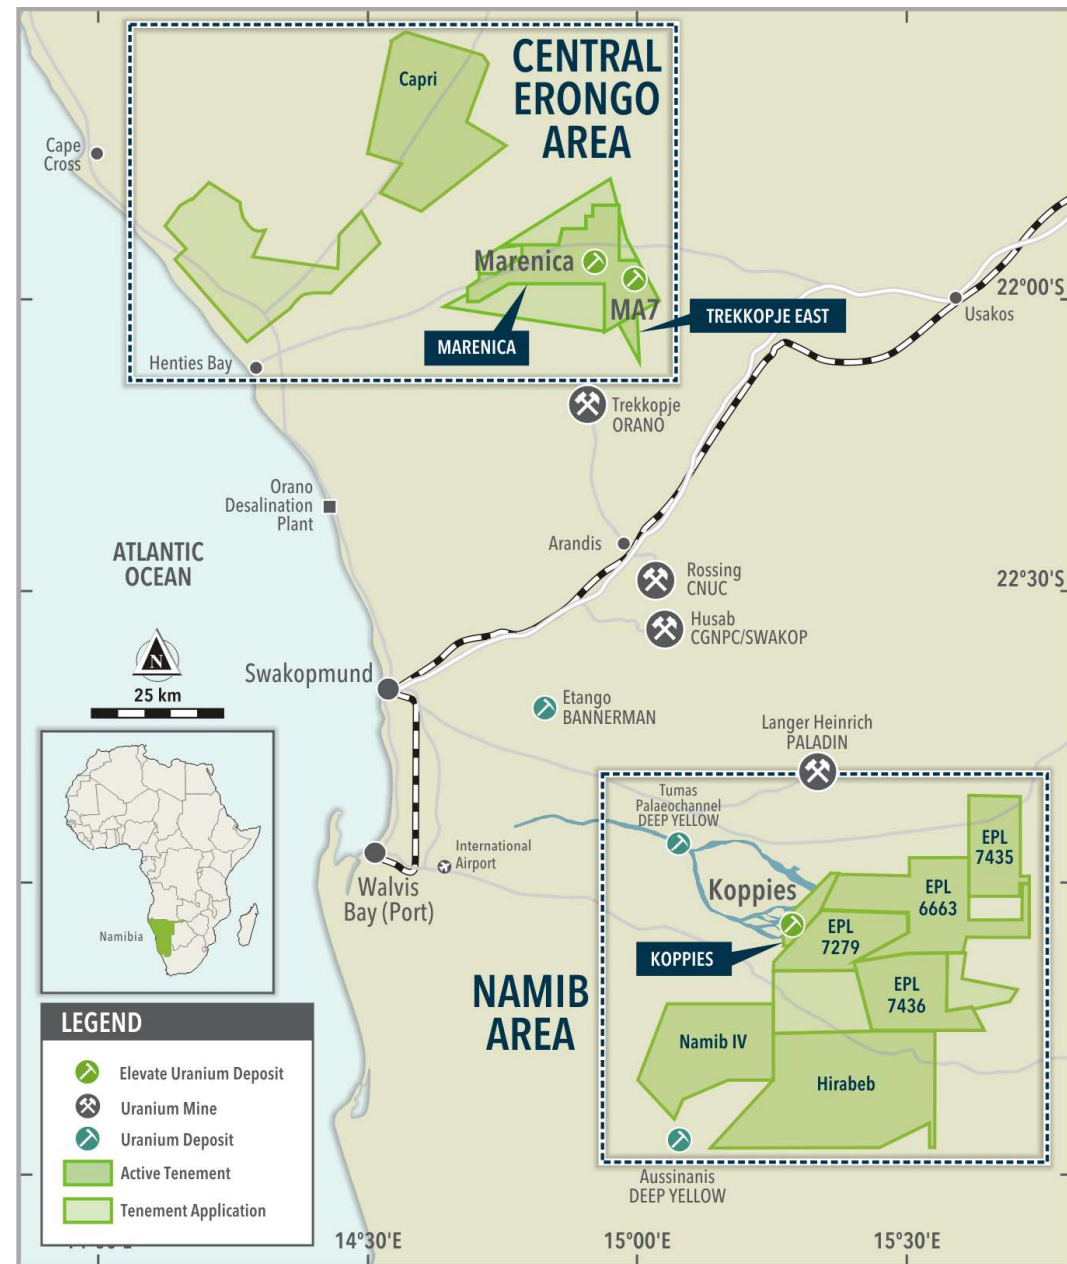 CENTRAL
ERONGO
AREA
Capri
Cape
Cross
Marenica
MA7
MARENICA
TREKKOPJE EAST
22°00'S
Usakos
Henties Bay
Trekkopje
ORANO
Orano
Desalination
Plant
ATLANTIC
OCEAN
Arandis
Rossing
CNUC
22°30'S
Husab
CGNPC/SWAKOP
N
25 km
Swakopmund
Etango
BANNERMAN
Langer Heinrich
PALADIN
Tumas
Palaeochannel
DEEP YELLOW
International
Airport
Walvis
Bay (Port)
Koppies
KOPPIES
EPL
7435
EPL
6663
EPL
7279
EPL
7436
Namibia
NAMIB
AREA
Namib IV
Hirabeb
Aussinanis
DEEP YELLOW
LEGEND
Elevate Uranium Deposit
Uranium Mine
Uranium Deposit
Active Tenement
Tenement Application
14°30'E
15°00'E
15°30'E